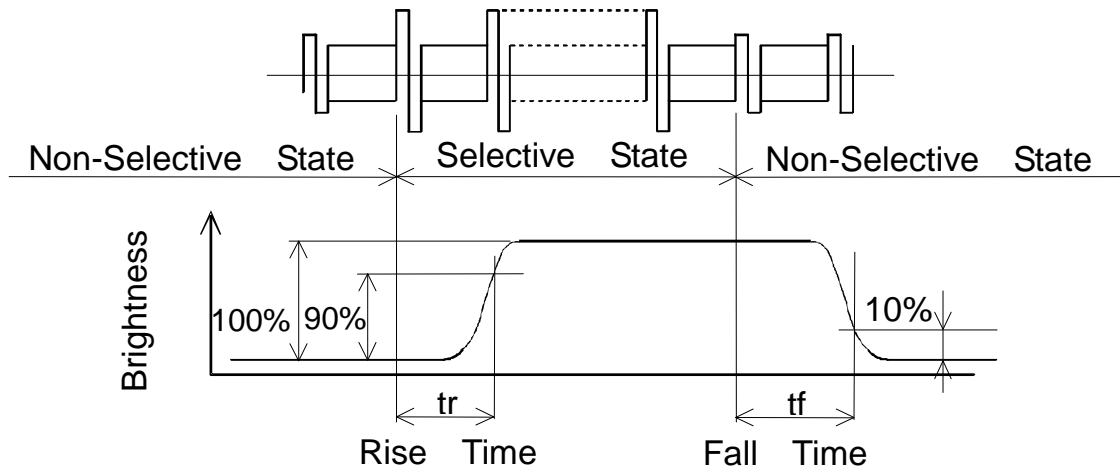 Non-Selective State Selective State Non-Selective State
Brightness
100% 90% 10%
tr tf
Rise Time Fall Time